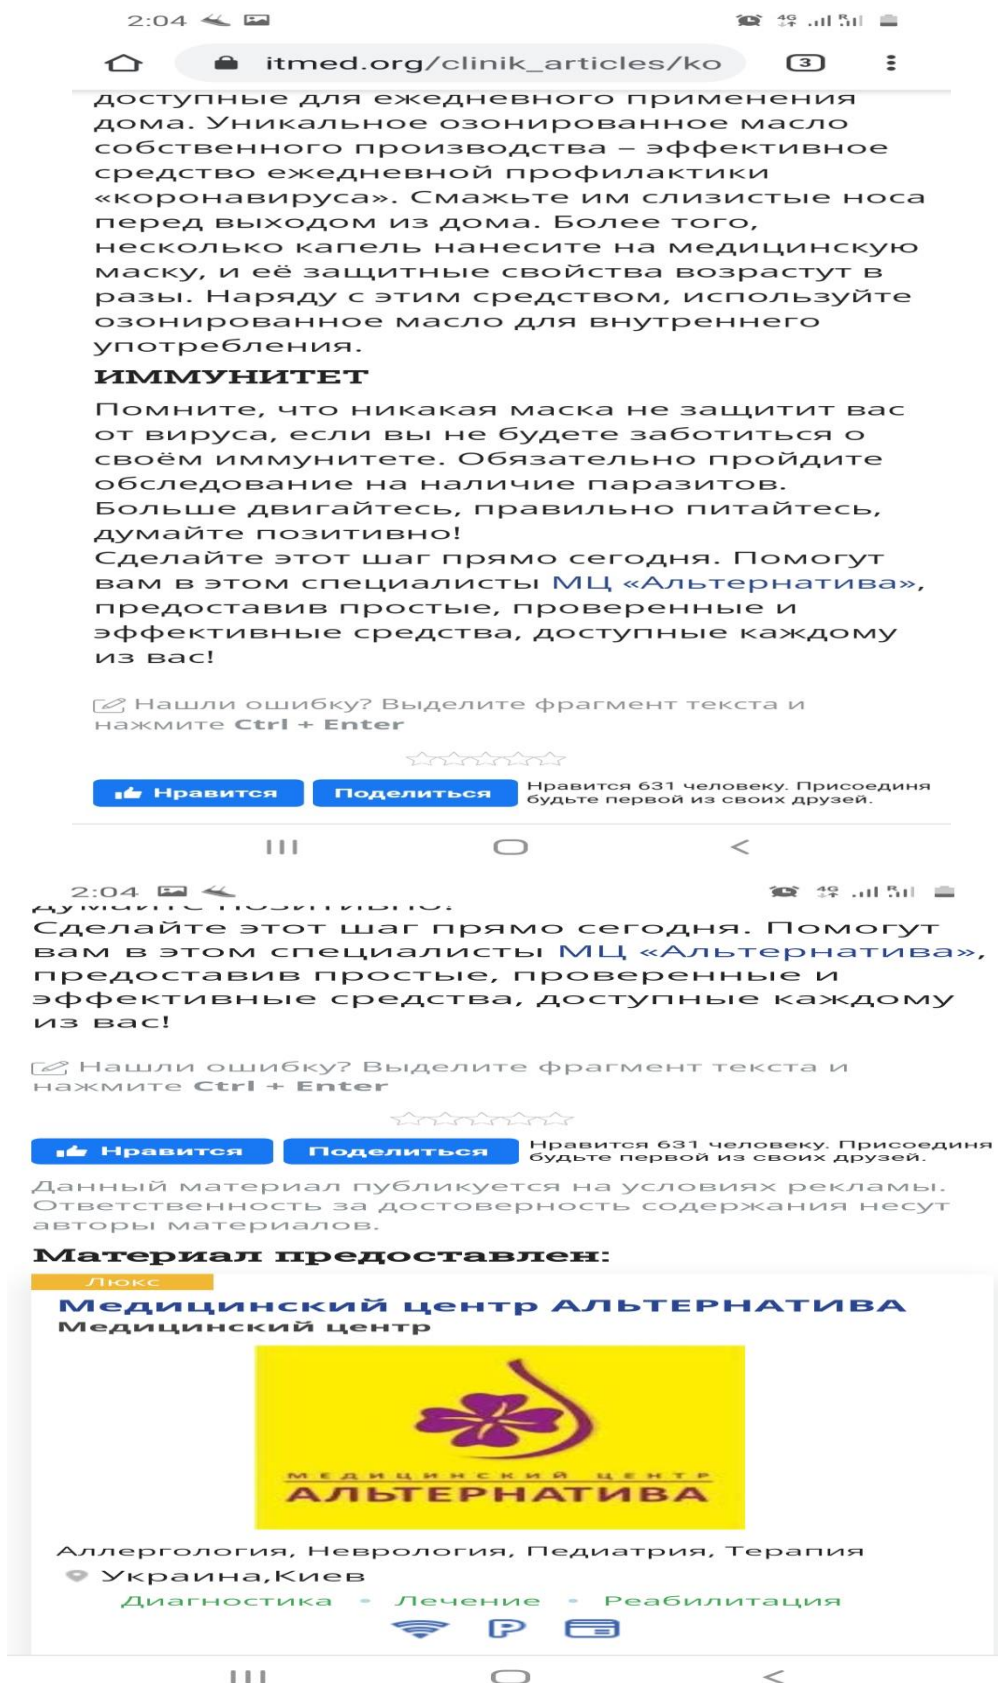 2:04
4G R
itmed.org/clinik_articles/ko
3
доступные для ежедневного применения
дома. Уникальное озонированное масло
собственного производства – эффективное
средство ежедневной профилактики
«коронавируса». Смажьте им слизистые носа
перед выходом из дома. Более того,
несколько капель нанесите на медицинскую
маску, и её защитные свойства возрастут в
разы. Наряду с этим средством, используйте
озонированное масло для внутреннего
употребления.
ИММУНИТЕТ
Помните, что никакая маска не защитит вас
от вируса, если вы не будете заботиться о
своём иммунитете. Обязательно пройдите
обследование на наличие паразитов.
Больше двигайтесь, правильно питайтесь,
думайте позитивно!
Сделайте этот шаг прямо сегодня. Помогут
вам в этом специалисты МЦ «Альтернатива»,
предоставив простые, проверенные и
эффективные средства, доступные каждому
из вас!
Нашли ошибку? Выделите фрагмент текста и
нажмите Ctrl + Enter
Нравится Поделиться Нравится 631 человеку. Присоединя
будьте первой из своих друзей.
2:04
4G R
думайте позитивно!
Сделайте этот шаг прямо сегодня. Помогут
вам в этом специалисты МЦ «Альтернатива»,
предоставив простые, проверенные и
эффективные средства, доступные каждому
из вас!
Нашли ошибку? Выделите фрагмент текста и
нажмите Ctrl + Enter
Нравится Поделиться Нравится 631 человеку. Присоединя
будьте первой из своих друзей.
Данный материал публикуется на условиях рекламы.
Ответственность за достоверность содержания несут
авторы материалов.
Материал предоставлен:
Люкс
Медицинский центр АЛЬТЕРНАТИВА
Медицинский центр
МЕДИЦИНСКИЙ ЦЕНТР
АЛЬТЕРНАТИВА
Аллергология, Неврология, Педиатрия, Терапия
Украина,Киев
Диагностика • Лечение • Реабилитация
P